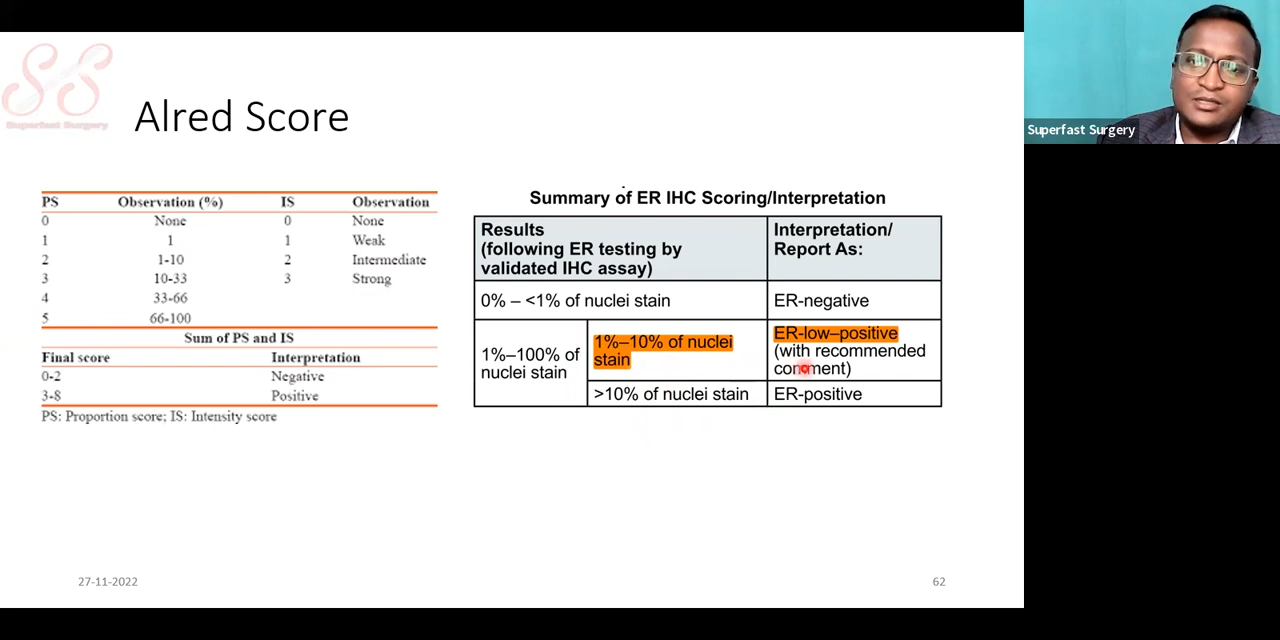 SS
Superfast Surgery
Alred Score
PS Observation (%) IS Observation
0 None 0 None
1 1 1 Weak
2 1-10 2 Intermediate
3 10-33 3 Strong
4 33-66
5 66-100
Sum of PS and IS
Final score Interpretation
0-2 Negative
3-8 Positive
PS: Proportion score; IS: Intensity score
Summary of ER IHC Scoring/Interpretation
Results
(following ER testing by
validated IHC assay)
Interpretation/
Report As:
0% – <1% of nuclei stain
ER-negative
1%–100% of
nuclei stain
1%–10% of nuclei
stain
ER-low–positive
(with recommended
comment)
>10% of nuclei stain
ER-positive
27-11-2022
62
Superfast Surgery